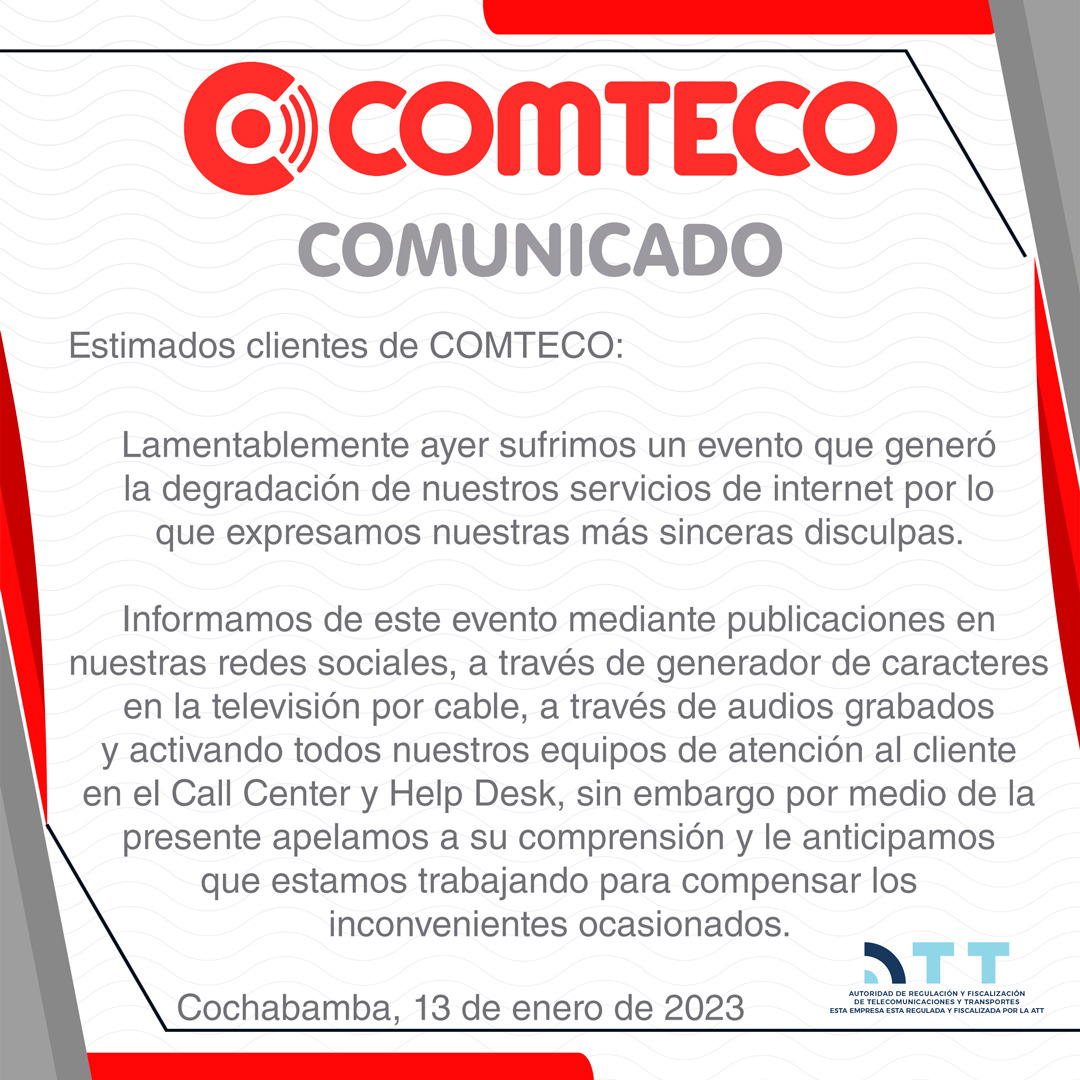 COMTECO
COMUNICADO
Estimados clientes de COMTECO:
Lamentablemente ayer sufrimos un evento que generó
la degradación de nuestros servicios de internet por lo
que expresamos nuestras más sinceras disculpas.
Informamos de este evento mediante publicaciones en
nuestras redes sociales, a través de generador de caracteres
en la televisión por cable, a través de audios grabados
y activando todos nuestros equipos de atención al cliente
en el Call Center y Help Desk, sin embargo por medio de la
presente apelamos a su comprensión y le anticipamos
que estamos trabajando para compensar los
inconvenientes ocasionados.
Cochabamba, 13 de enero de 2023
ATT
AUTORIDAD DE REGULACIÓN Y FISCALIZACIÓN
DE TELECOMUNICACIONES Y TRANSPORTES
ESTA EMPRESA ESTA REGULADA Y FISCALIZADA POR LA ATT